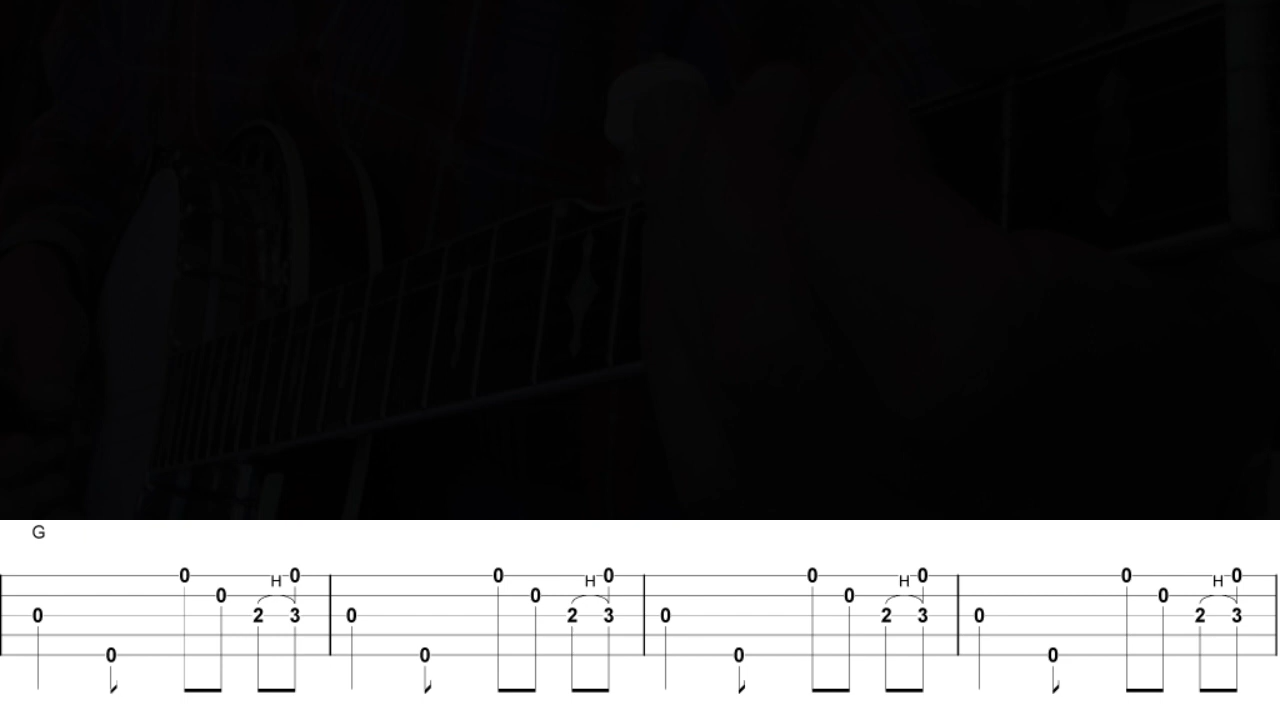 G
0 H 0 0 H 0 0 H 0 0 H 0
0 0 0 0
0 2 3 0 2 3 0 2 3 0 2 3
0 0 0 0